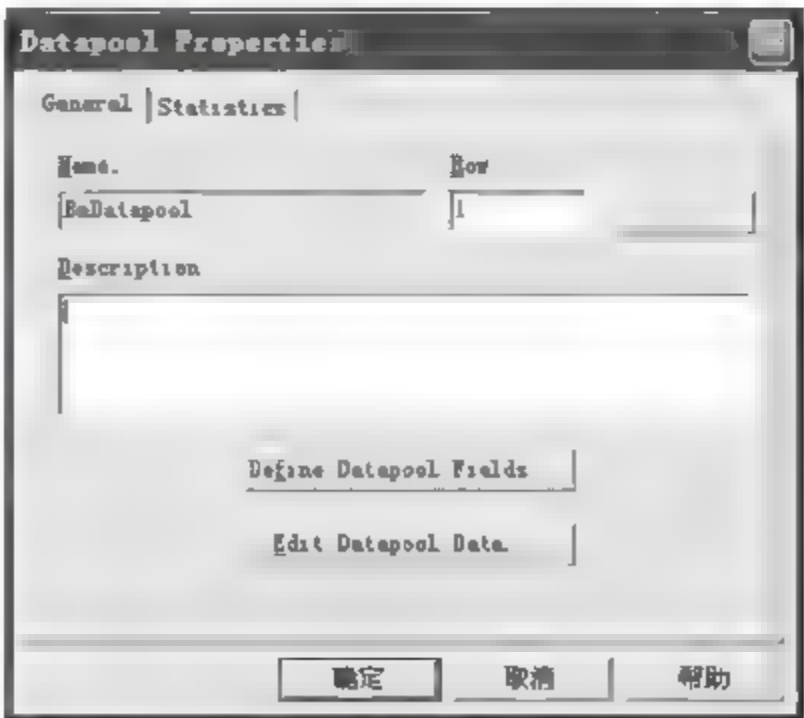 Datapool Properties
General Statistics
Name. Row
BmDatapool 1
Description
Define Datapool Fields
Edit Datapool Data.
确定 取消 帮助